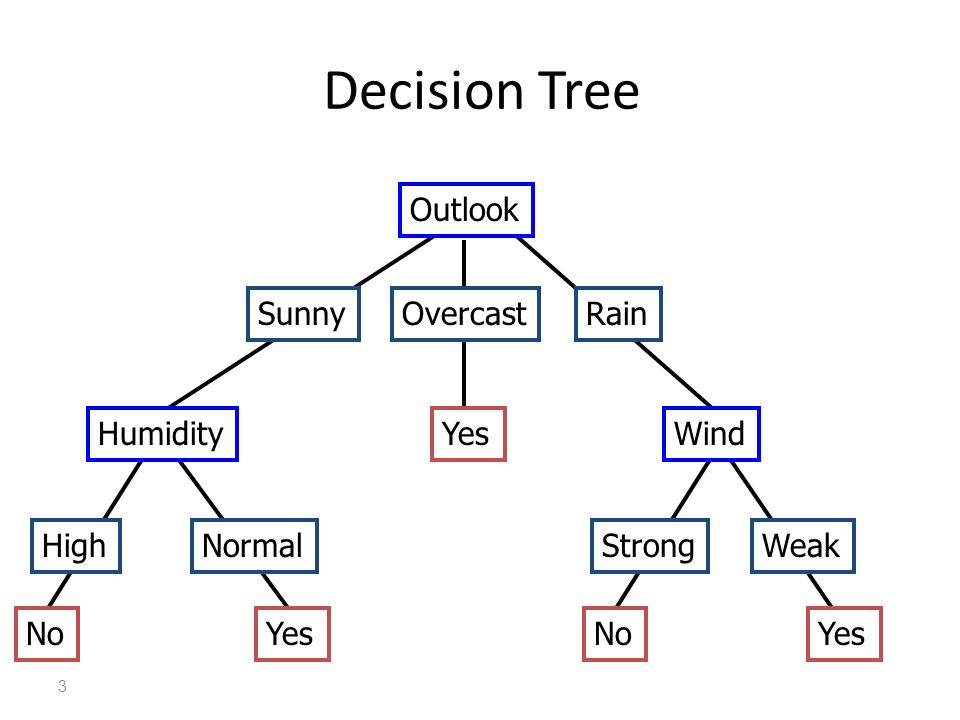 Decision Tree
Outlook
Sunny Overcast Rain
Humidity Yes Wind
High Normal Strong Weak
No Yes No Yes
3